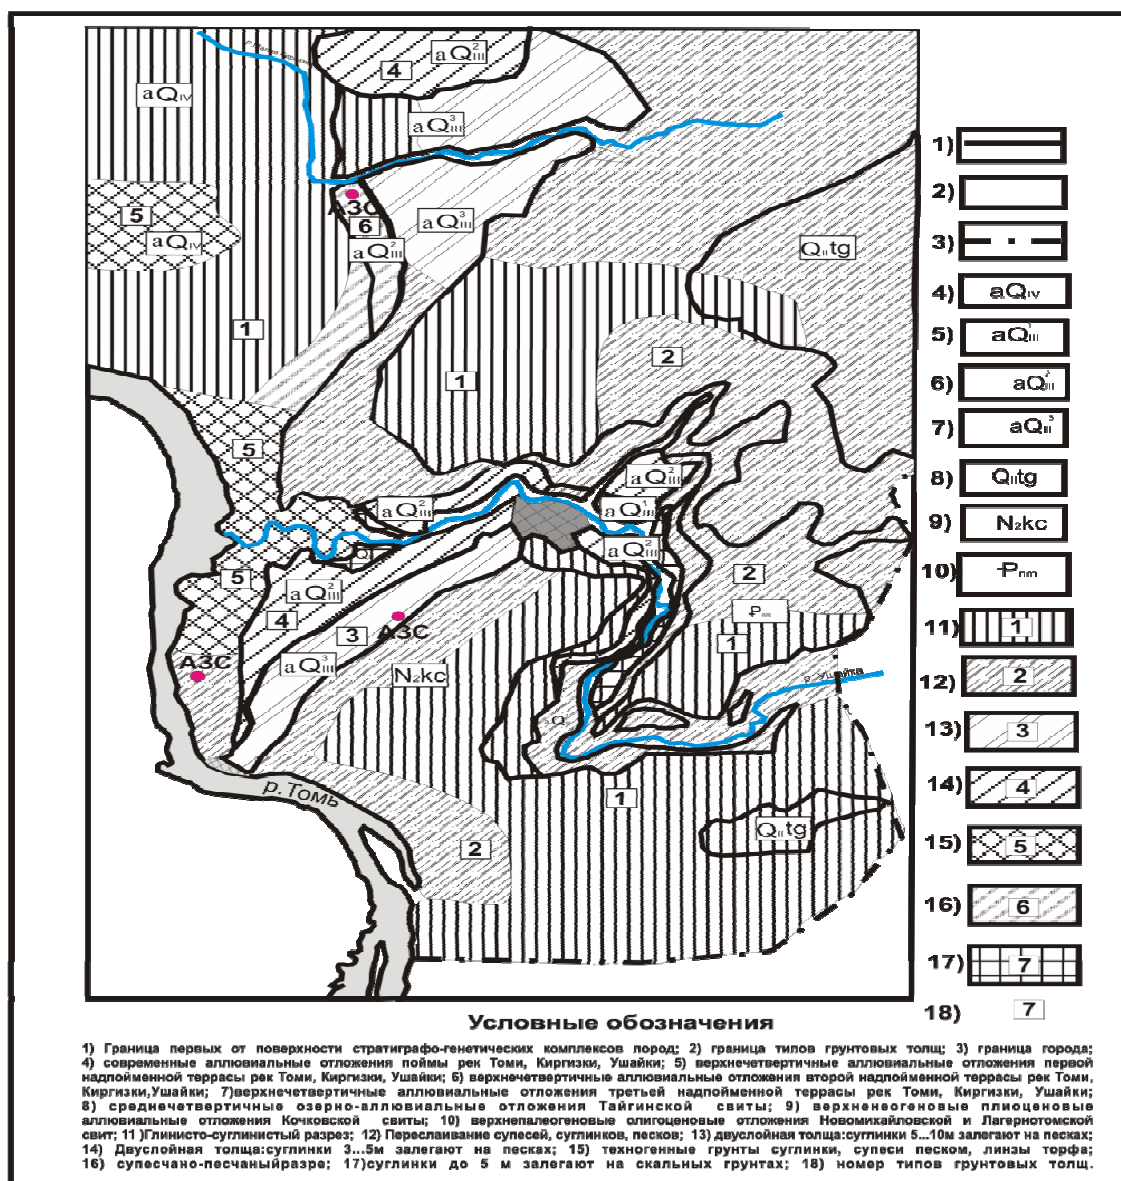 aQ²III
4
aQIV
aQ³III
1)
5
АЗС
2)
aQIV
6
aQ³III
aQ²III
QIItg
3)
4) aQIV
1
5) aQ¹III
2
1
6) aQ²III
7) aQ³III
5
aQ²III
8) QIItg
aQ²III
aQ¹III
9) N₂kc
aQ²III
5
2
10) Pnm
aQ²III
4
3
АЗС
1
11) 1
АЗС
aQ³III
N₂kc
р. Ушайка
12) 2
Q
13) 3
р. Томь
1
14) 4
QIItg
2
15) 5
16) 6
17) 7
18) 7
Условные обозначения
1) Граница первых от поверхности стратиграфо-генетических комплексов пород; 2) граница типов грунтовых толщ; 3) граница города;
4) современные аллювиальные отложения поймы рек Томи, Киргизки, Ушайки; 5) верхнечетвертичные аллювиальные отложения первой
надпойменной террасы рек Томи, Киргизки, Ушайки; 6) верхнечетвертичные аллювиальные отложения второй надпойменной террасы рек Томи,
Киргизки,Ушайки; 7)верхнечетвертичные аллювиальные отложения третьей надпойменной террасы рек Томи, Киргизки, Ушайки;
8) среднечетвертичные озерно-аллювиальные отложения Тайгинской свиты; 9) верхненеогеновые плиоценовые
аллювиальные отложения Кочковской свиты; 10) верхнепалеогеновые олигоценовые отложения Новомихайловской и Лагернотомской
свит; 11 )Глинисто-суглинистый разрез; 12) Переслаивание супесей, суглинков, песков; 13) двуслойная толща:суглинки 5...10м залегают на песках;
14) Двуслойная толща:суглинки 3...5м залегают на песках; 15) техногенные грунты суглинки, супеси песком, линзы торфа;
16) супесчано-песчаныйразре; 17)суглинки до 5 м залегают на скальных грунтах; 18) номер типов грунтовых толщ.